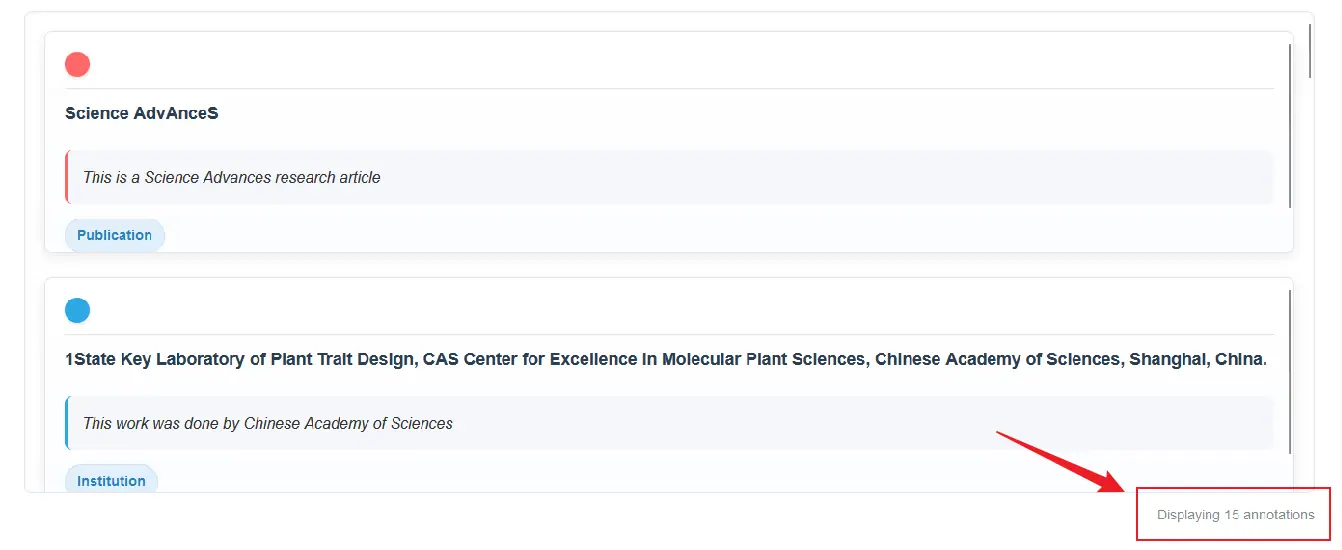 Science AdvAnceS
This is a Science Advances research article
Publication
1State Key Laboratory of Plant Trait Design, CAS Center for Excellence in Molecular Plant Sciences, Chinese Academy of Sciences, Shanghai, China.
This work was done by Chinese Academy of Sciences
Institution
Displaying 15 annotations